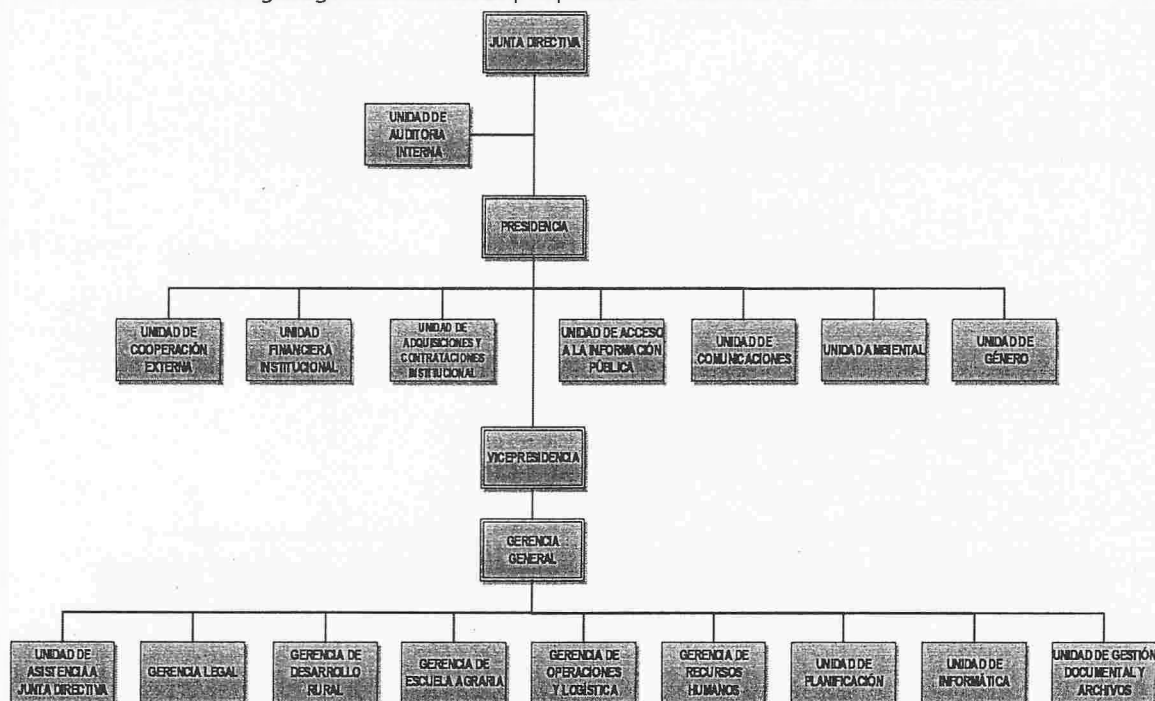 JUNTA DIRECTIVA
UNIDAD DE
AUDITORIA
INTERNA
PRESIDENCIA
UNIDAD DE
COOPERACIÓN
EXTERNA
UNIDAD
FINANCIERA
INSTITUCIONAL
UNIDAD DE
ADQUISICIONES Y
CONTRATACIONES
INSTITUCIONAL
UNIDAD DE ACCESO
A LA INFORMACIÓN
PÚBLICA
UNIDAD DE
COMUNICACIONES
UNIDAD AMBIENTAL
UNIDAD DE
GÉNERO
VICEPRESIDENCIA
GERENCIA
GENERAL
UNIDAD DE
ASISTENCIA A
JUNTA DIRECTIVA
GERENCIA LEGAL
GERENCIA DE
DESARROLLO
RURAL
GERENCIA DE
ESCUELA AGRARIA
GERENCIA DE
OPERACIONES
Y LOGÍSTICA
GERENCIA DE
RECURSOS
HUMANOS
UNIDAD DE
PLANIFICACIÓN
UNIDAD DE
INFORMÁTICA
UNIDAD DE GESTIÓN
DOCUMENTAL Y
ARCHIVOS